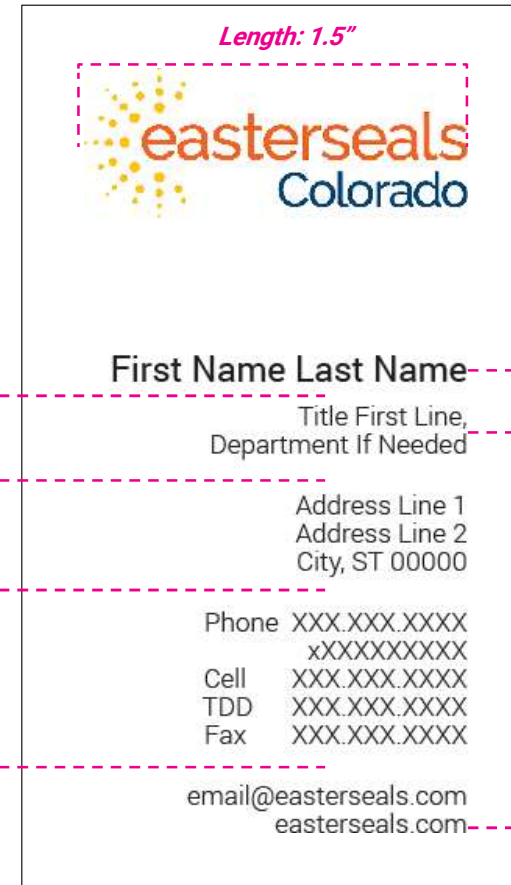 Length: 1.5”
easterseals
Colorado
First Name Last Name
Title First Line,
Department If Needed
Address Line 1
Address Line 2
City, ST 00000
Phone XXX.XXX.XXXX
xXXXXXXXXX
Cell XXX.XXX.XXXX
TDD XXX.XXX.XXXX
Fax XXX.XXX.XXXX
email@easterseals.com
easterseals.com